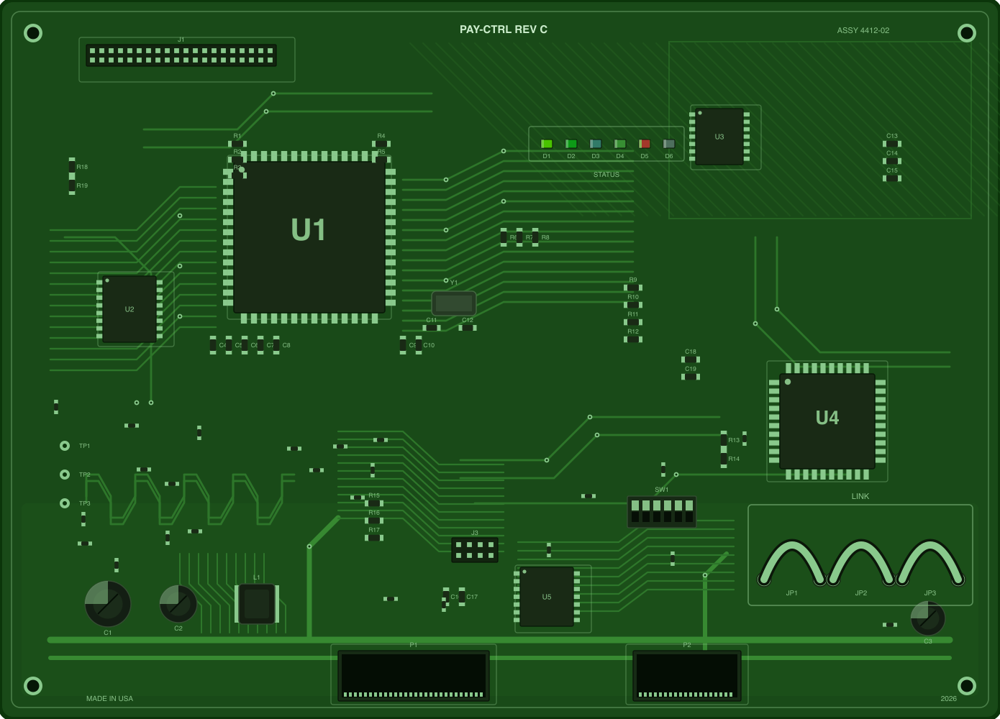 PAY-CTRL REV C
ASSY 4412-02
J1
R1
R4
R2
R5
R3
R18
R19
U1
D1 D2 D3 D4 D5 D6
STATUS
U3
C13
C14
C15
R6 R7 R8
U2
Y1
C11 C12
R9
R10
R11
R12
C4 C5 C6 C7 C8
C9 C10
C18
C19
U4
R13
R14
TP1
TP2
TP3
SW1
LINK
R15
R16
R17
J3
L1
C1
C2
C17
U5
JP1 JP2 JP3
C3
P1
P2
MADE IN USA
2026